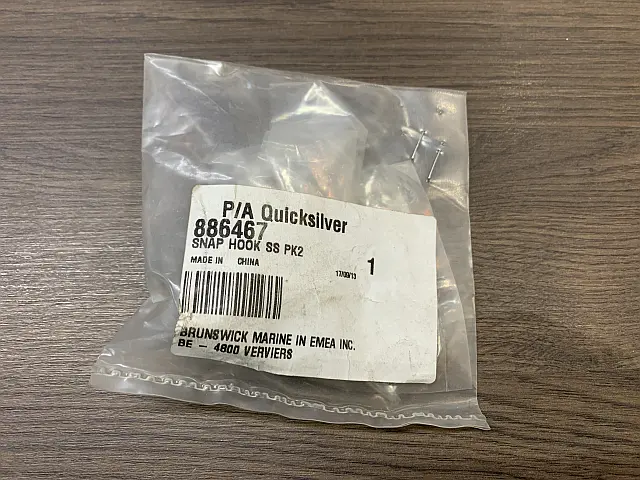 P/A Quicksilver
886467
SNAP HOOK SS PK2
MADE IN CHINA
17/09/13
1
BRUNSWICK MARINE IN EMEA INC.
BE - 4800 VERVIERS